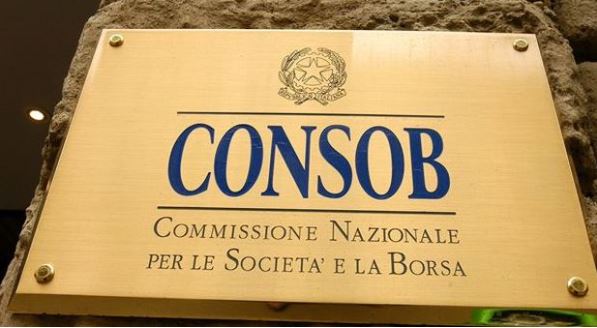 CONSOB
COMMISSIONE NAZIONALE
PER LE SOCIETA' E LA BORSA